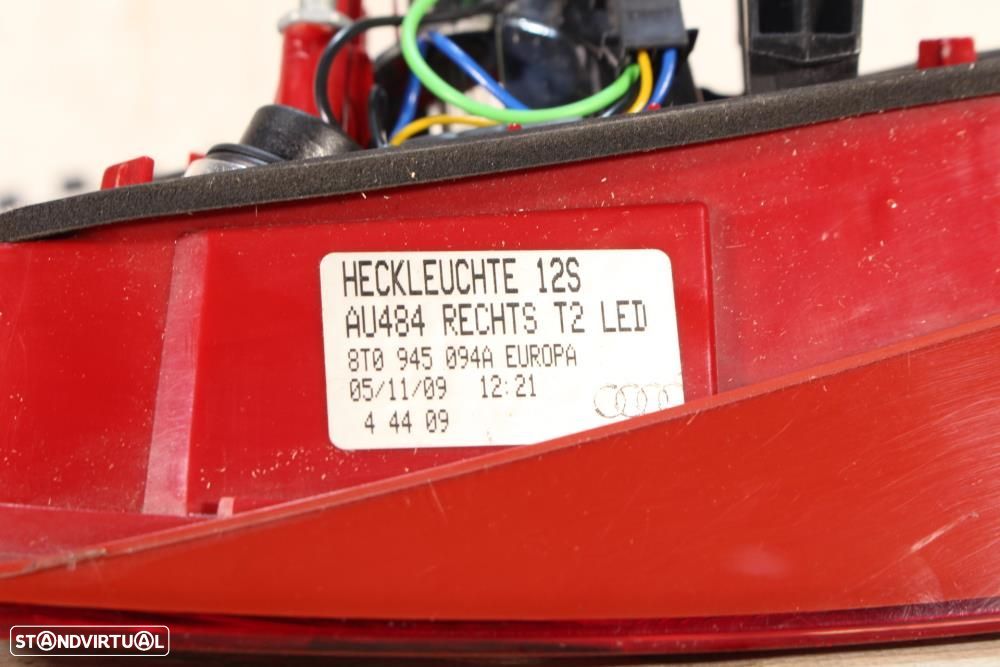 HECKLEUCHTE 12S
AU484 RECHTS T2 LED
8T0 945 094A EUROPA
05/11/09 12:21
4 44 09
STANDVIRTUAL